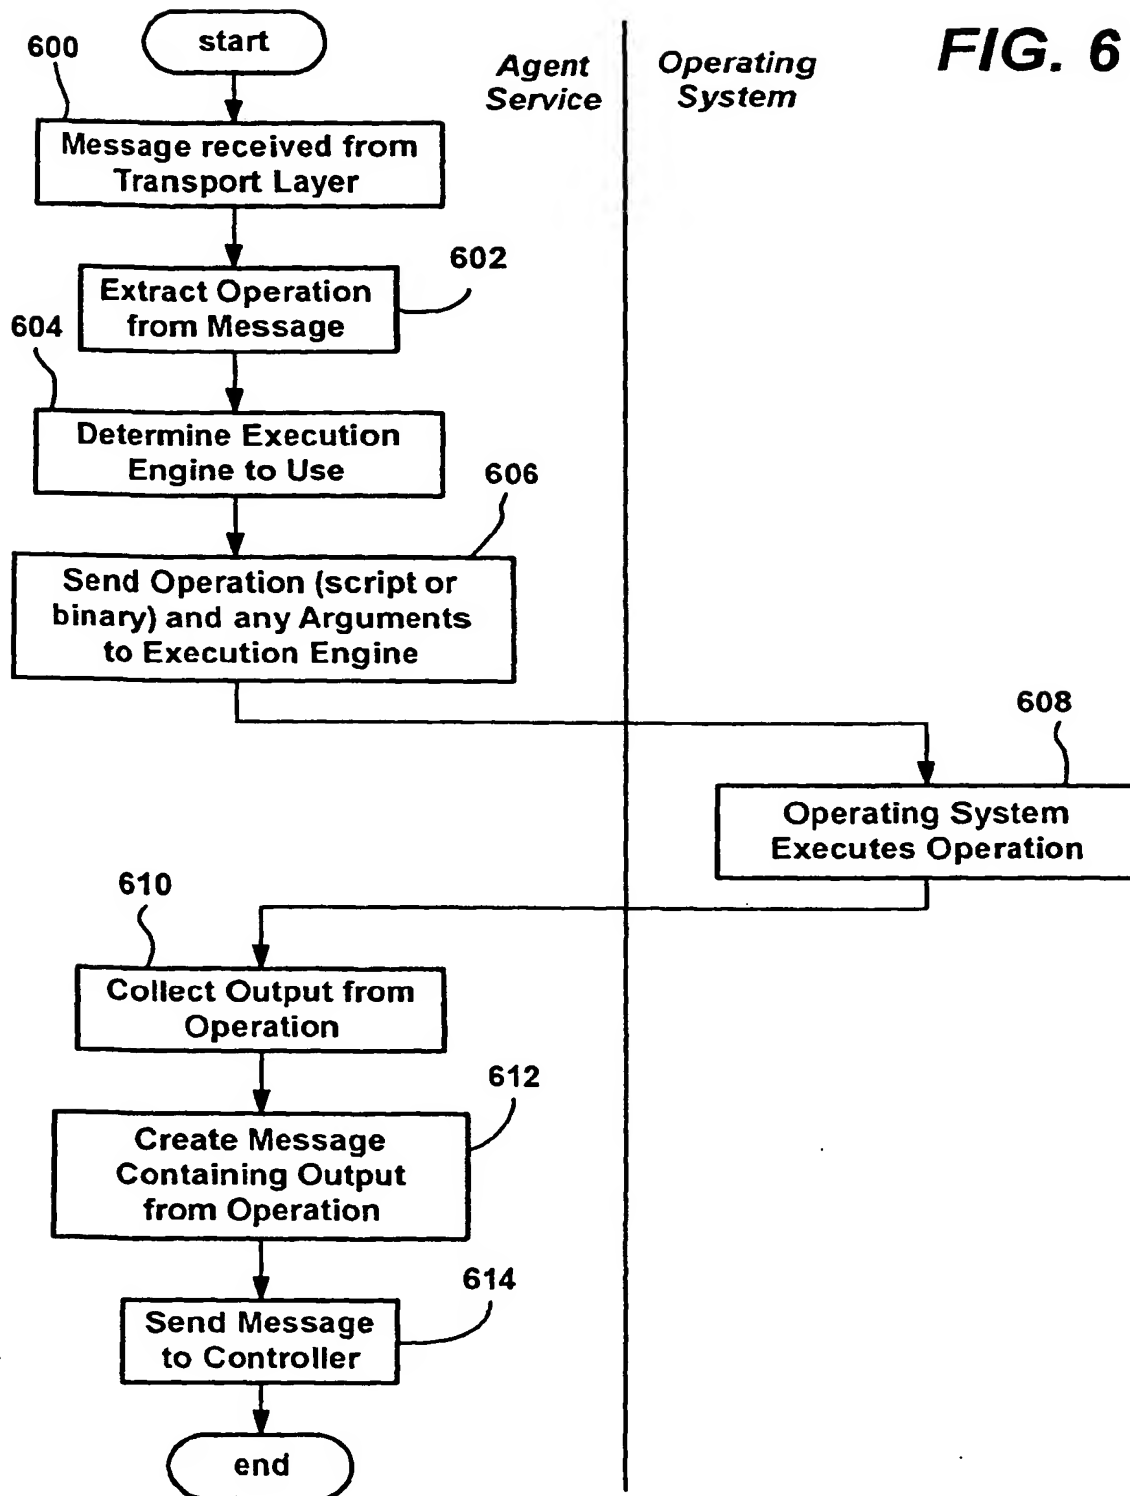 FIG. 6
Agent
Service
Operating
System
start
600
Message received from
Transport Layer
602
Extract Operation
from Message
604
Determine Execution
Engine to Use
606
Send Operation (script or
binary) and any Arguments
to Execution Engine
608
Operating System
Executes Operation
610
Collect Output from
Operation
612
Create Message
Containing Output
from Operation
614
Send Message
to Controller
end